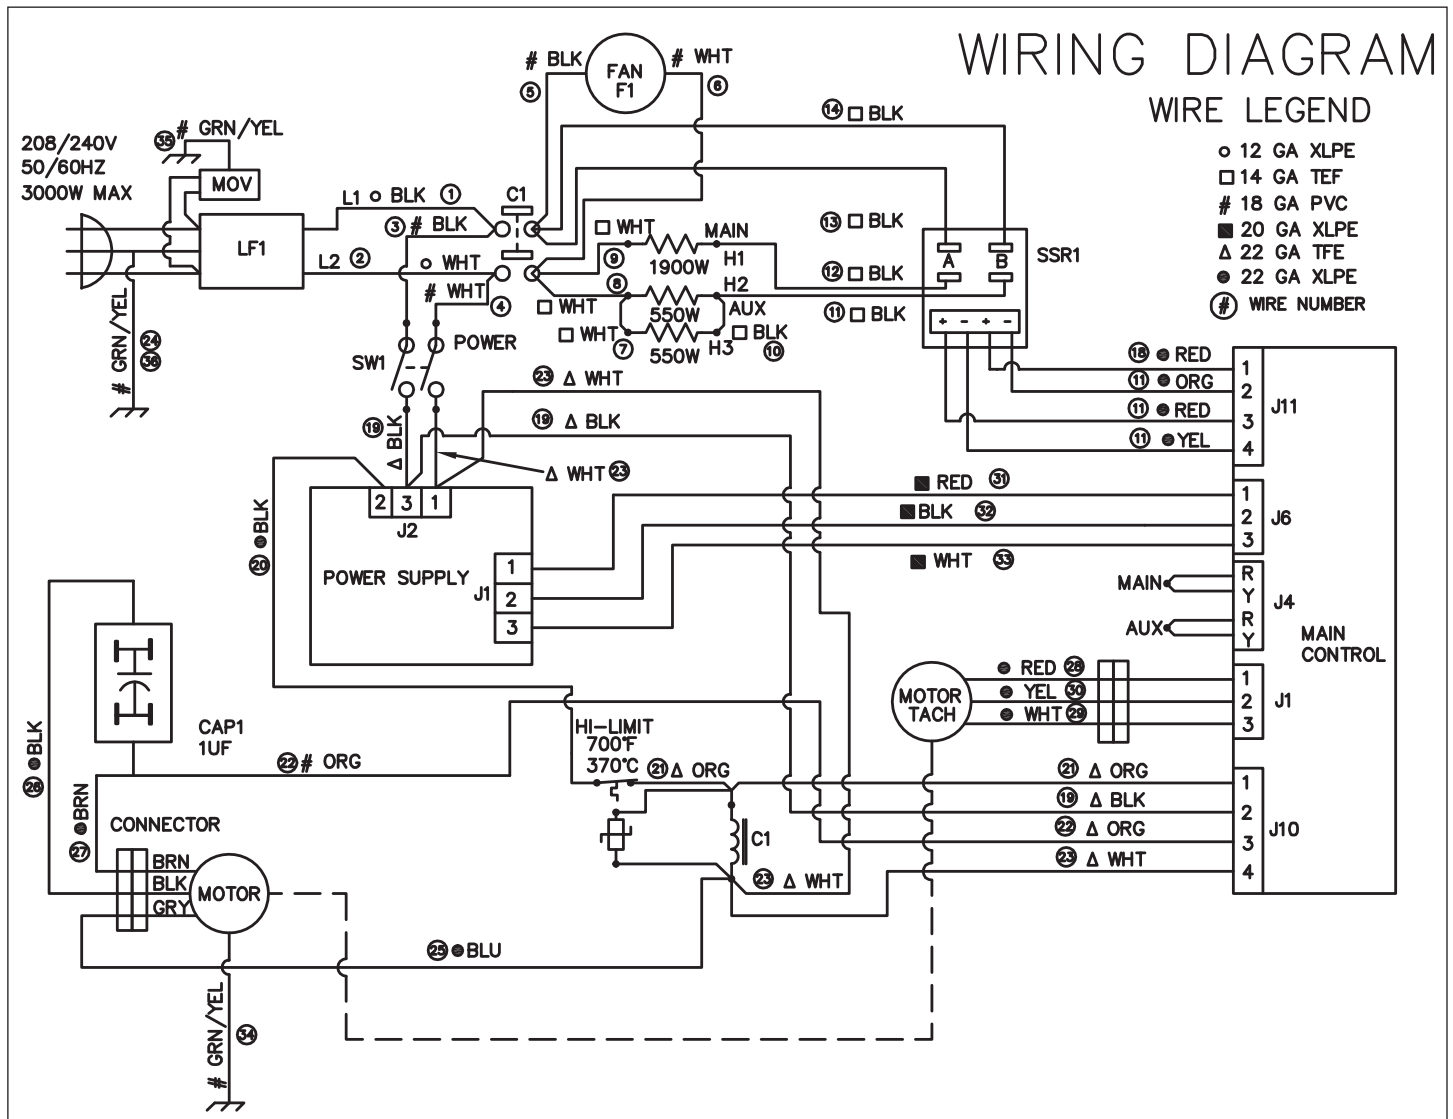 WIRING DIAGRAM
WIRE LEGEND
12 GA XLPE
14 GA TEF
# 18 GA PVC
20 GA XLPE
Δ 22 GA TFE
22 GA XLPE
# WIRE NUMBER
208/240V
50/60HZ
3000W MAX
35 # GRN/YEL
MOV
LF1
# GRN/YEL
24
36
L1 BLK 1
L2 2 WHT
3 # BLK
# WHT
4
C1
# BLK
5
FAN
F1
# WHT
6
14 BLK
13 BLK
12 BLK
11 BLK
WHT
9
MAIN
H1
1900W
WHT
8
550W
H2
AUX
WHT
7
550W
H3
BLK
10
A B
SSR1
+ - + -
SW1
POWER
19 Δ BLK
23 Δ WHT
19 Δ BLK
Δ WHT 23
2 3 1
J2
POWER SUPPLY
J1
1
2
3
20 BLK
18 RED
11 ORG
11 RED
11 YEL
1
2
3
4
J11
RED 31
BLK 32
WHT 33
1
2
3
J6
MAIN
AUX
R
Y
R
Y
J4
MAIN
CONTROL
MOTOR
TACH
RED 28
YEL 30
WHT 29
1
2
3
J1
21 Δ ORG
19 Δ BLK
22 Δ ORG
23 Δ WHT
1
2
3
4
J10
CAP1
1UF
26 BLK
22 # ORG
27 BRN
HI-LIMIT
700°F
370°C
21 Δ ORG
C1
23 Δ WHT
CONNECTOR
BRN
BLK
GRY
MOTOR
25 BLU
# GRN/YEL
34